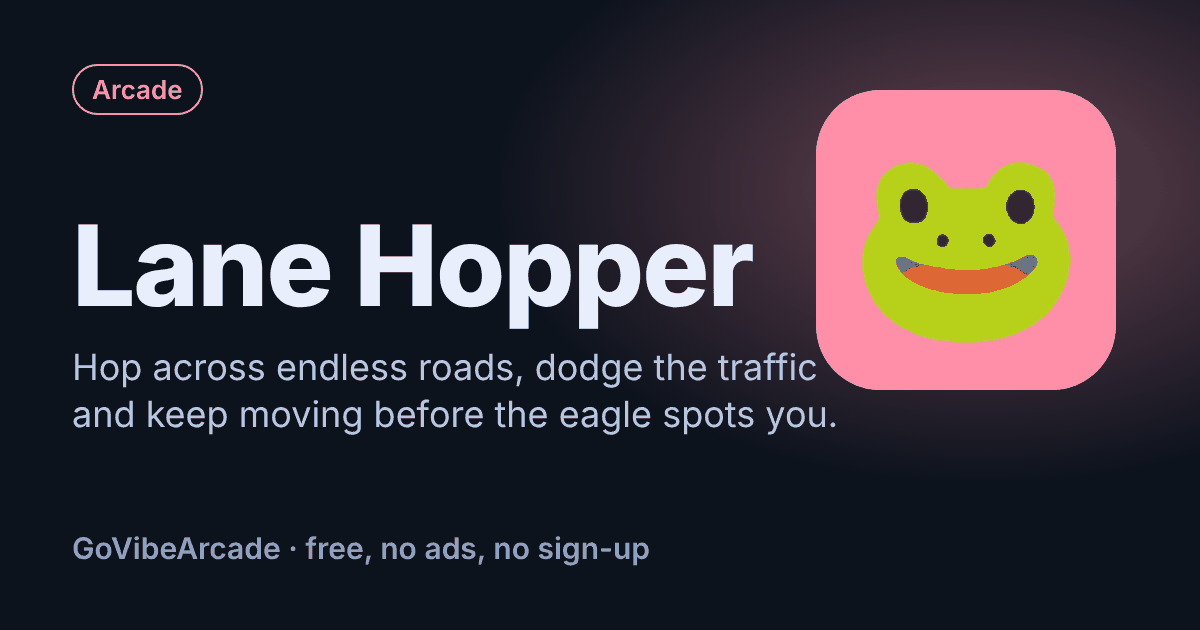 Arcade
Lane Hopper
Hop across endless roads, dodge the traffic
and keep moving before the eagle spots you.
GoVibeArcade · free, no ads, no sign-up